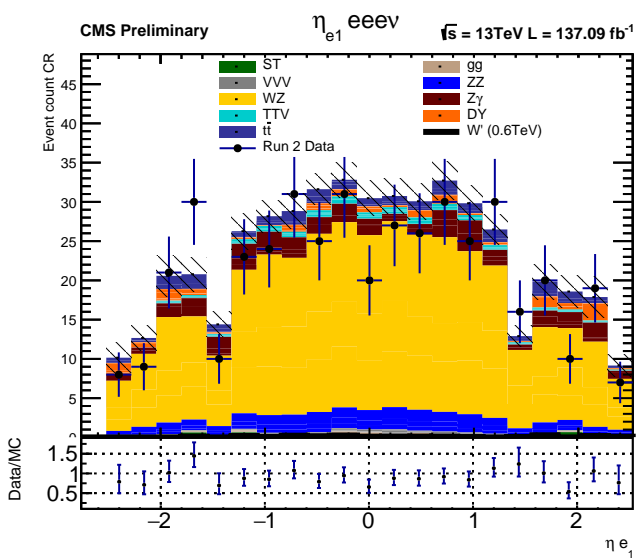 CMS Preliminary
η_e1 eeeν
√s = 13TeV L = 137.09 fb⁻¹
Event count CR
45
40
35
30
25
20
15
10
5
0
ST
VVV
WZ
TTV
tt̄
Run 2 Data
gg
ZZ
Zγ
DY
W' (0.6TeV)
Data/MC
1.5
1
0.5
−2
−1
0
1
2
η e₁